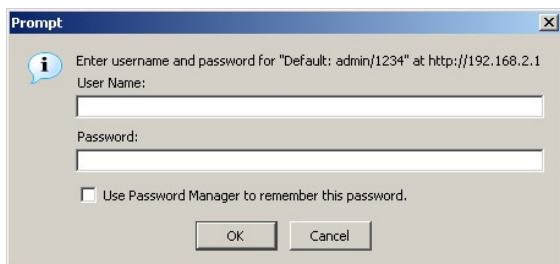 Prompt
Enter username and password for "Default: admin/1234" at http://192.168.2.1
User Name:
Password:
Use Password Manager to remember this password.
OK
Cancel